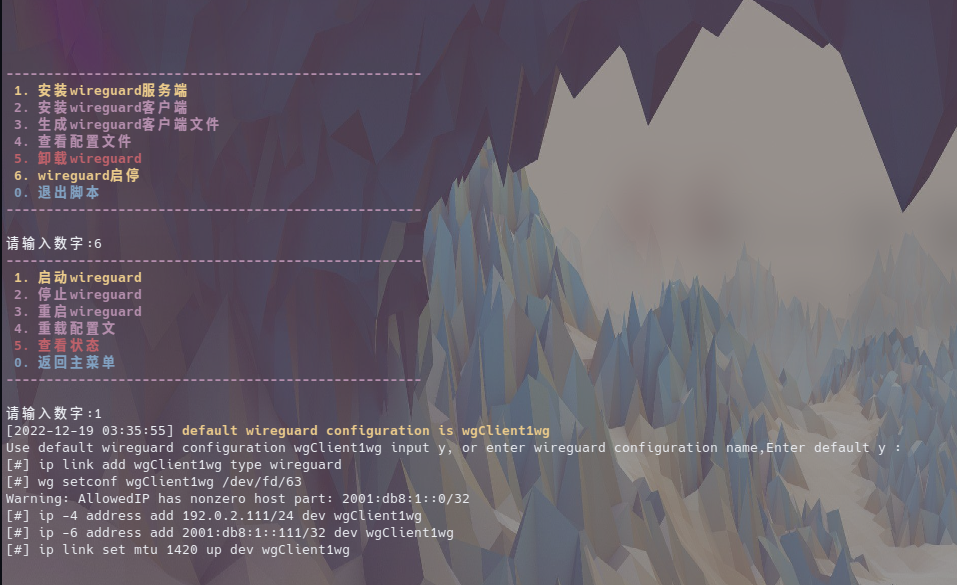 -----------------------------------------------------
1. 安装wireguard服务端
2. 安装wireguard客户端
3. 生成wireguard客户端文件
4. 查看配置文件
5. 卸载wireguard
6. wireguard启停
0. 退出脚本
-----------------------------------------------------
请输入数字:6
-----------------------------------------------------
1. 启动wireguard
2. 停止wireguard
3. 重启wireguard
4. 重载配置文
5. 查看状态
0. 返回主菜单
-----------------------------------------------------
请输入数字:1
[2022-12-19 03:35:55] default wireguard configuration is wgClient1wg
Use default wireguard configuration wgClient1wg input y, or enter wireguard configuration name,Enter default y :
[#] ip link add wgClient1wg type wireguard
[#] wg setconf wgClient1wg /dev/fd/63
Warning: AllowedIP has nonzero host part: 2001:db8:1::0/32
[#] ip -4 address add 192.0.2.111/24 dev wgClient1wg
[#] ip -6 address add 2001:db8:1::111/32 dev wgClient1wg
[#] ip link set mtu 1420 up dev wgClient1wg